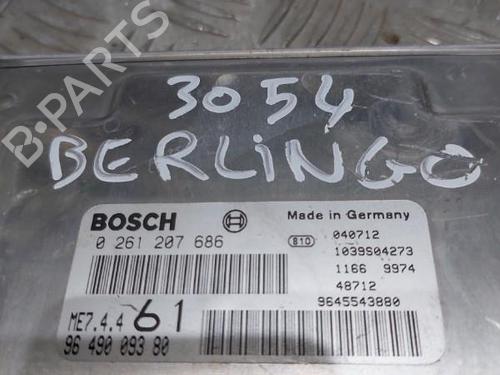 B-PARTS
3054
BERLINGO
BOSCH
Made in Germany
0 261 207 686
810
040712
1039S04273
1166 9974
48712
9645543880
ME7.4.4 61
96 490 093 80